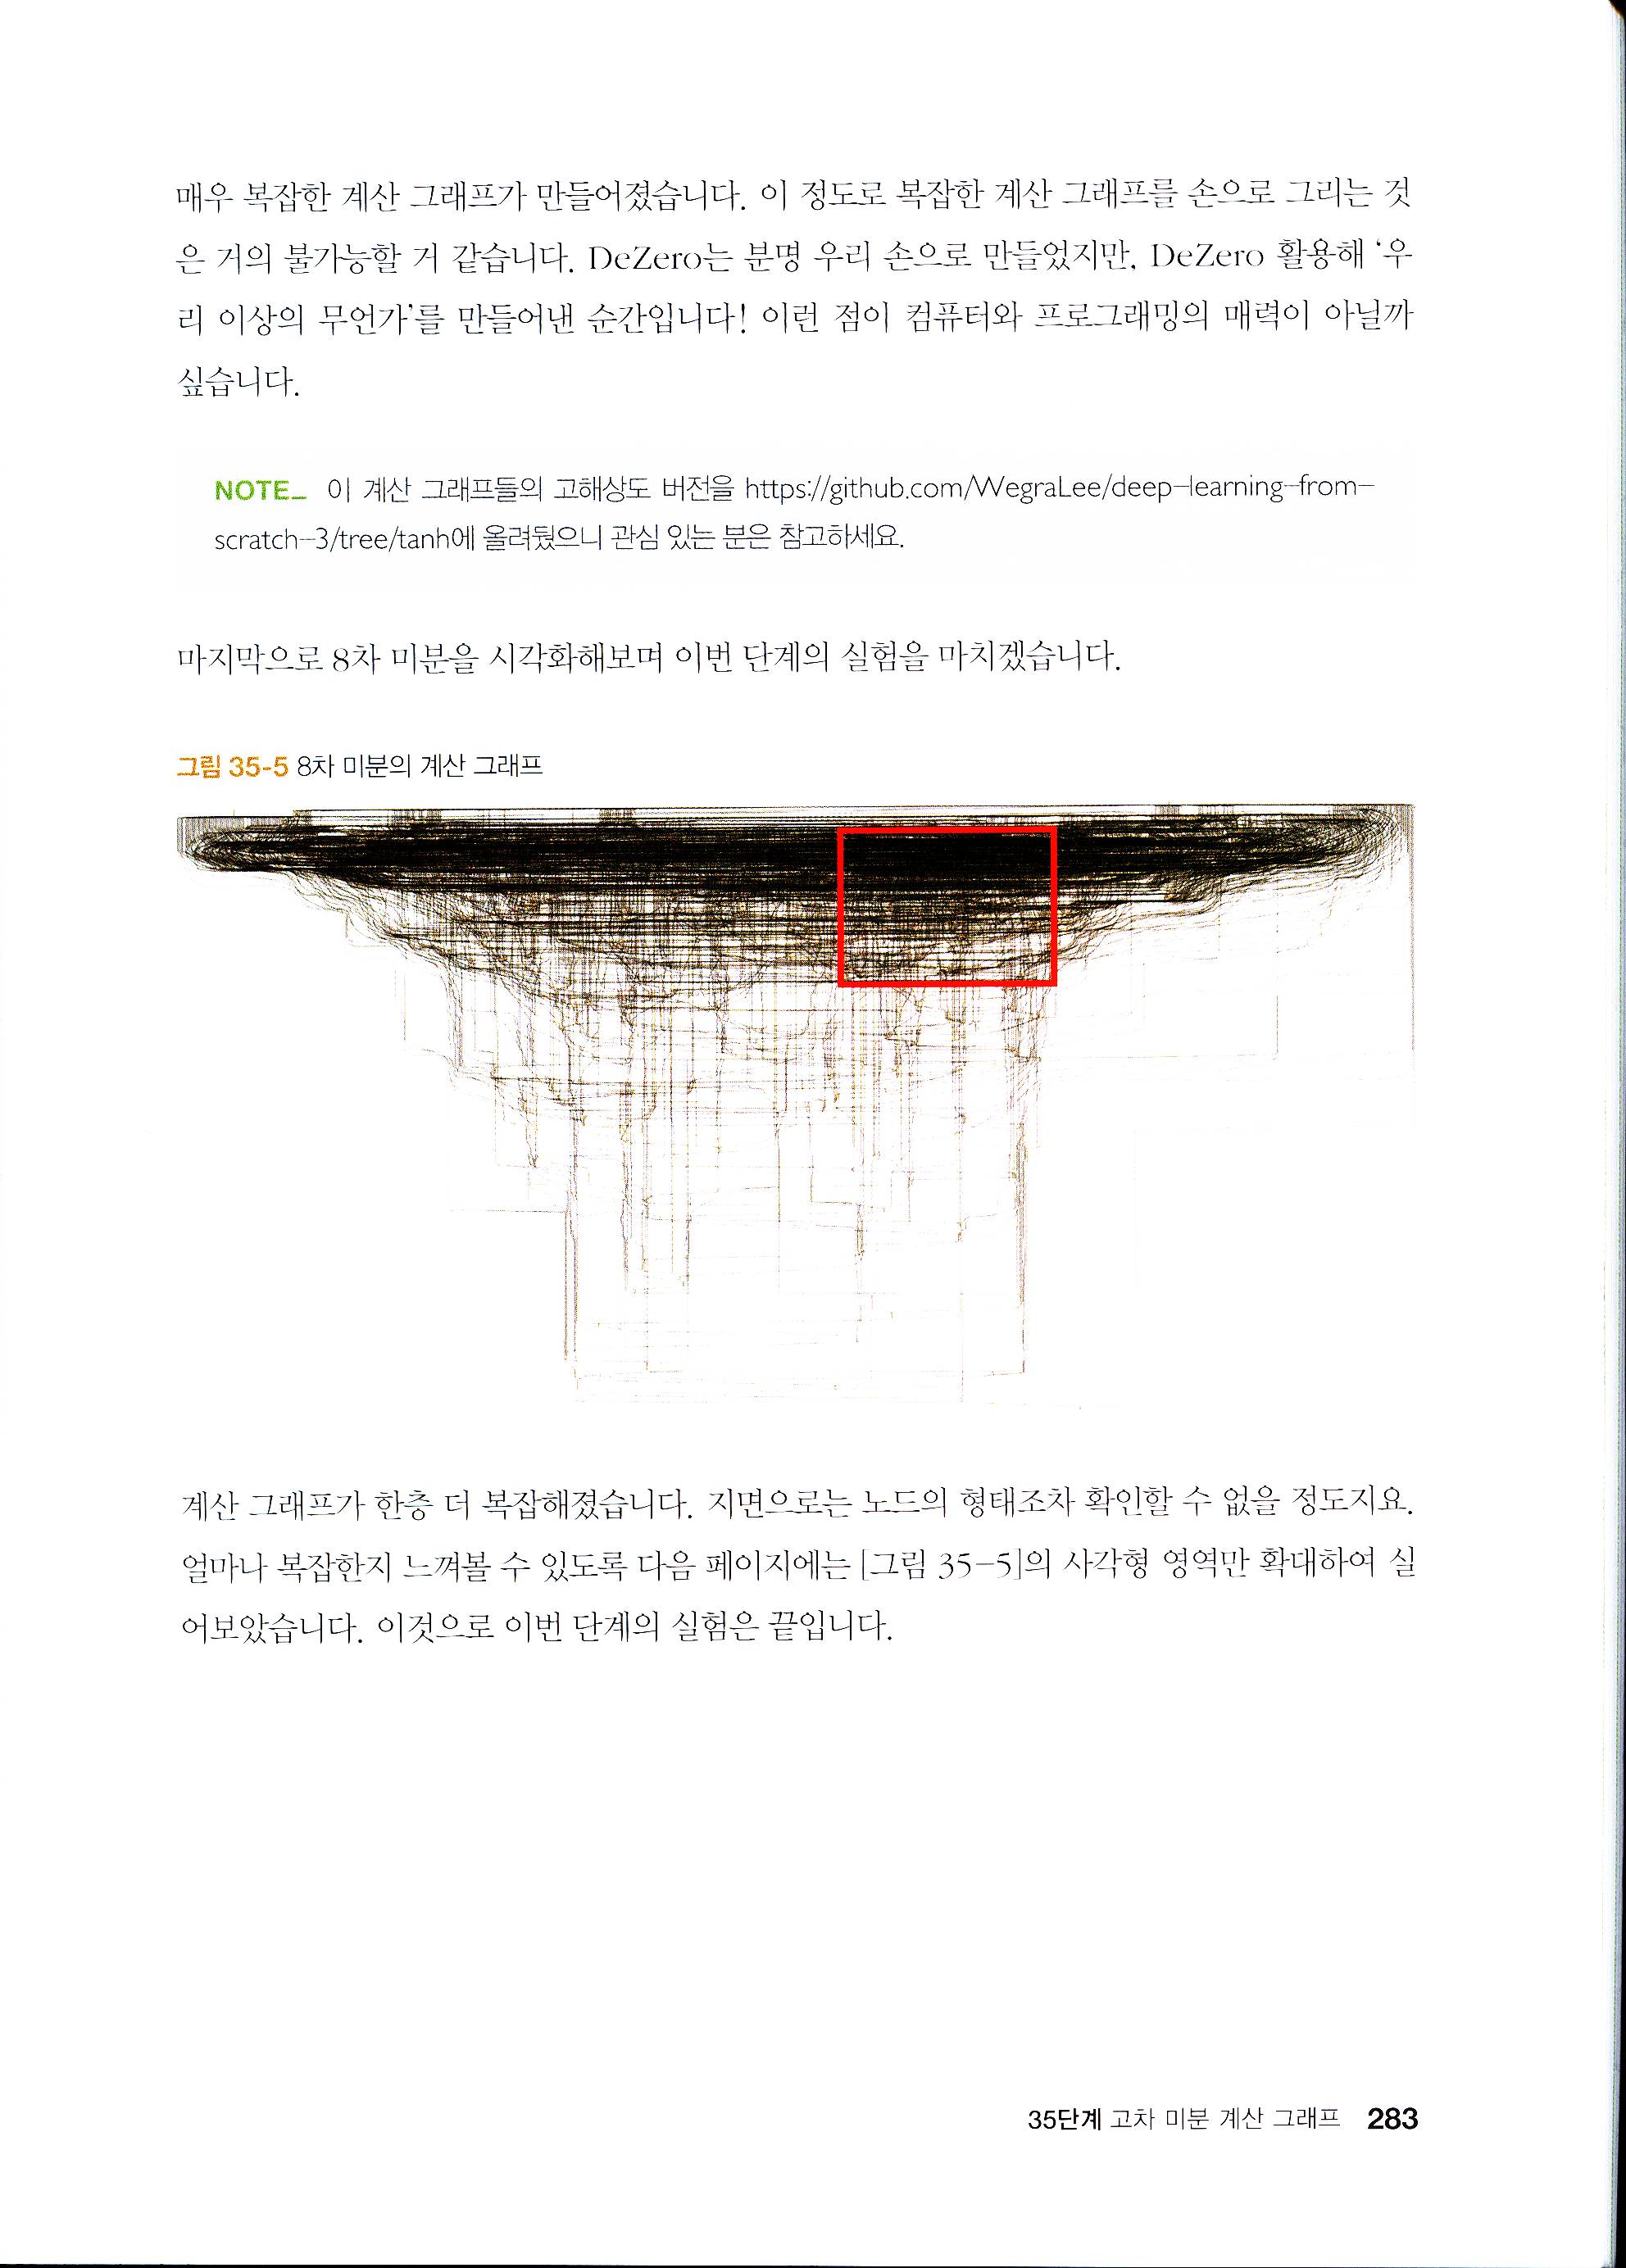 매우 복잡한 계산 그래프가 만들어졌습니다. 이 정도로 복잡한 계산 그래프를 손으로 그리는 것
은 거의 불가능할 거 같습니다. DeZero는 분명 우리 손으로 만들었지만, DeZero 활용해 ‘우
리 이상의 무언가’를 만들어낸 순간입니다! 이런 점이 컴퓨터와 프로그래밍의 매력이 아닐까
싶습니다.
NOTE_ 이 계산 그래프들의 고해상도 버전을 https://github.com/WegraLee/deep-learning-from-
scratch-3/tree/tanh에 올려뒀으니 관심 있는 분은 참고하세요.
마지막으로 8차 미분을 시각화해보며 이번 단계의 실험을 마치겠습니다.
그림 35-5 8차 미분의 계산 그래프
계산 그래프가 한층 더 복잡해졌습니다. 지면으로는 노드의 형태조차 확인할 수 없을 정도지요.
얼마나 복잡한지 느껴볼 수 있도록 다음 페이지에는 [그림 35-5]의 사각형 영역만 확대하여 실
어보았습니다. 이것으로 이번 단계의 실험은 끝입니다.
35단계 고차 미분 계산 그래프 283